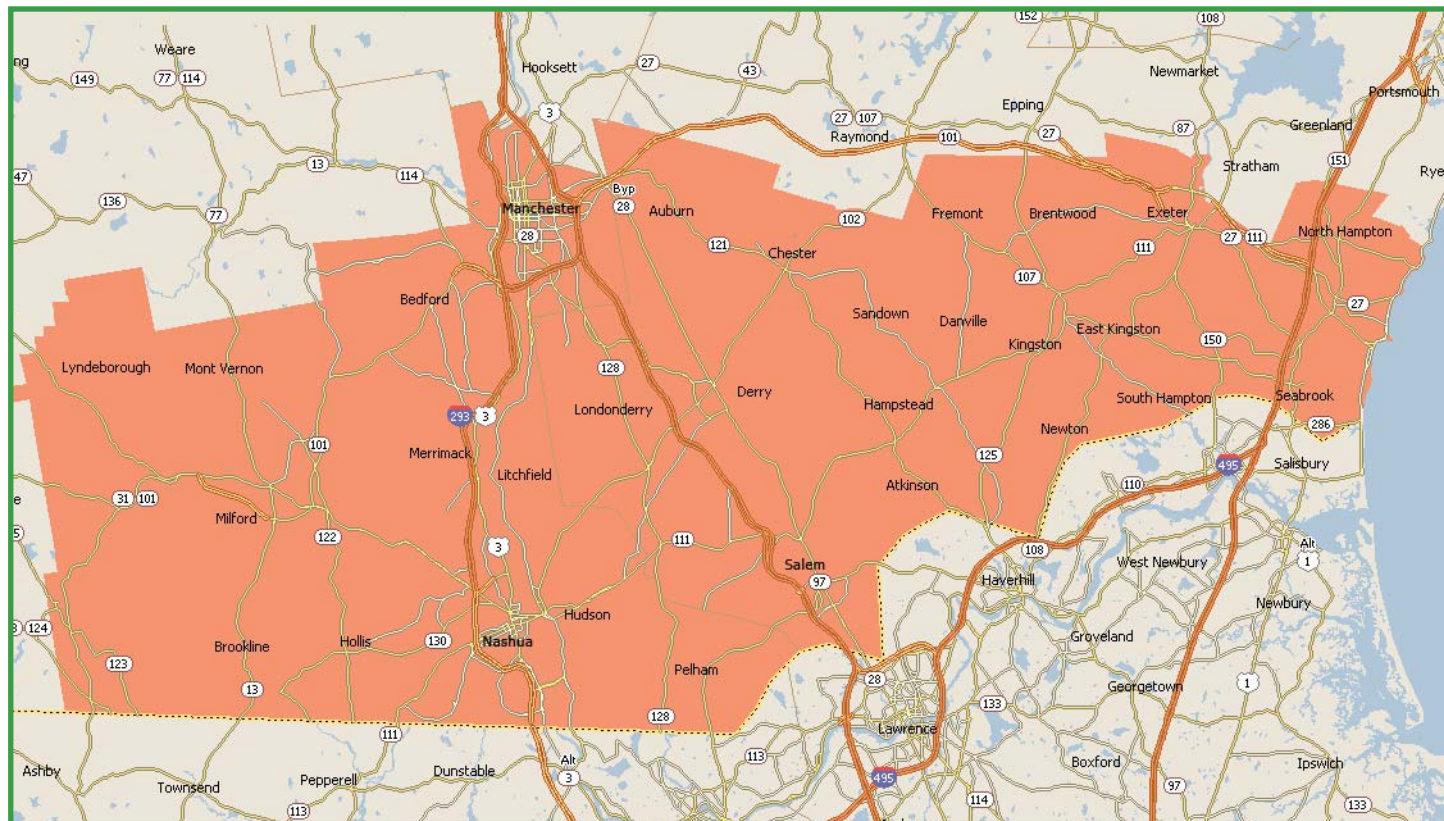 152
108
Weare
ng
149
77
114
Hooksett
27
43
Newmarket
Portsmouth
3
Epping
27
107
Raymond
101
27
87
Greenland
13
114
Stratham
151
Rye
47
136
77
Manchester
Byp
28
28
Auburn
102
Fremont
Brentwood
Exeter
121
Chester
111
27
111
North Hampton
107
Bedford
Sandown
Danville
East Kingston
27
Kingston
150
Lyndeborough
Mont Vernon
128
Derry
293
3
Londonderry
Hampstead
South Hampton
Seabrook
286
Newton
101
Merrimack
Litchfield
125
495
Salisbury
Atkinson
110
31
101
Milford
122
3
111
108
Alt
1
West Newbury
Salem
97
Haverhill
Newbury
Hudson
124
Brookline
Hollis
130
Nashua
Groveland
123
Pelham
13
28
Georgetown
1
128
133
111
Lawrence
113
Ashby
Pepperell
Dunstable
Alt
3
Boxford
Ipswich
Townsend
495
97
113
114
133